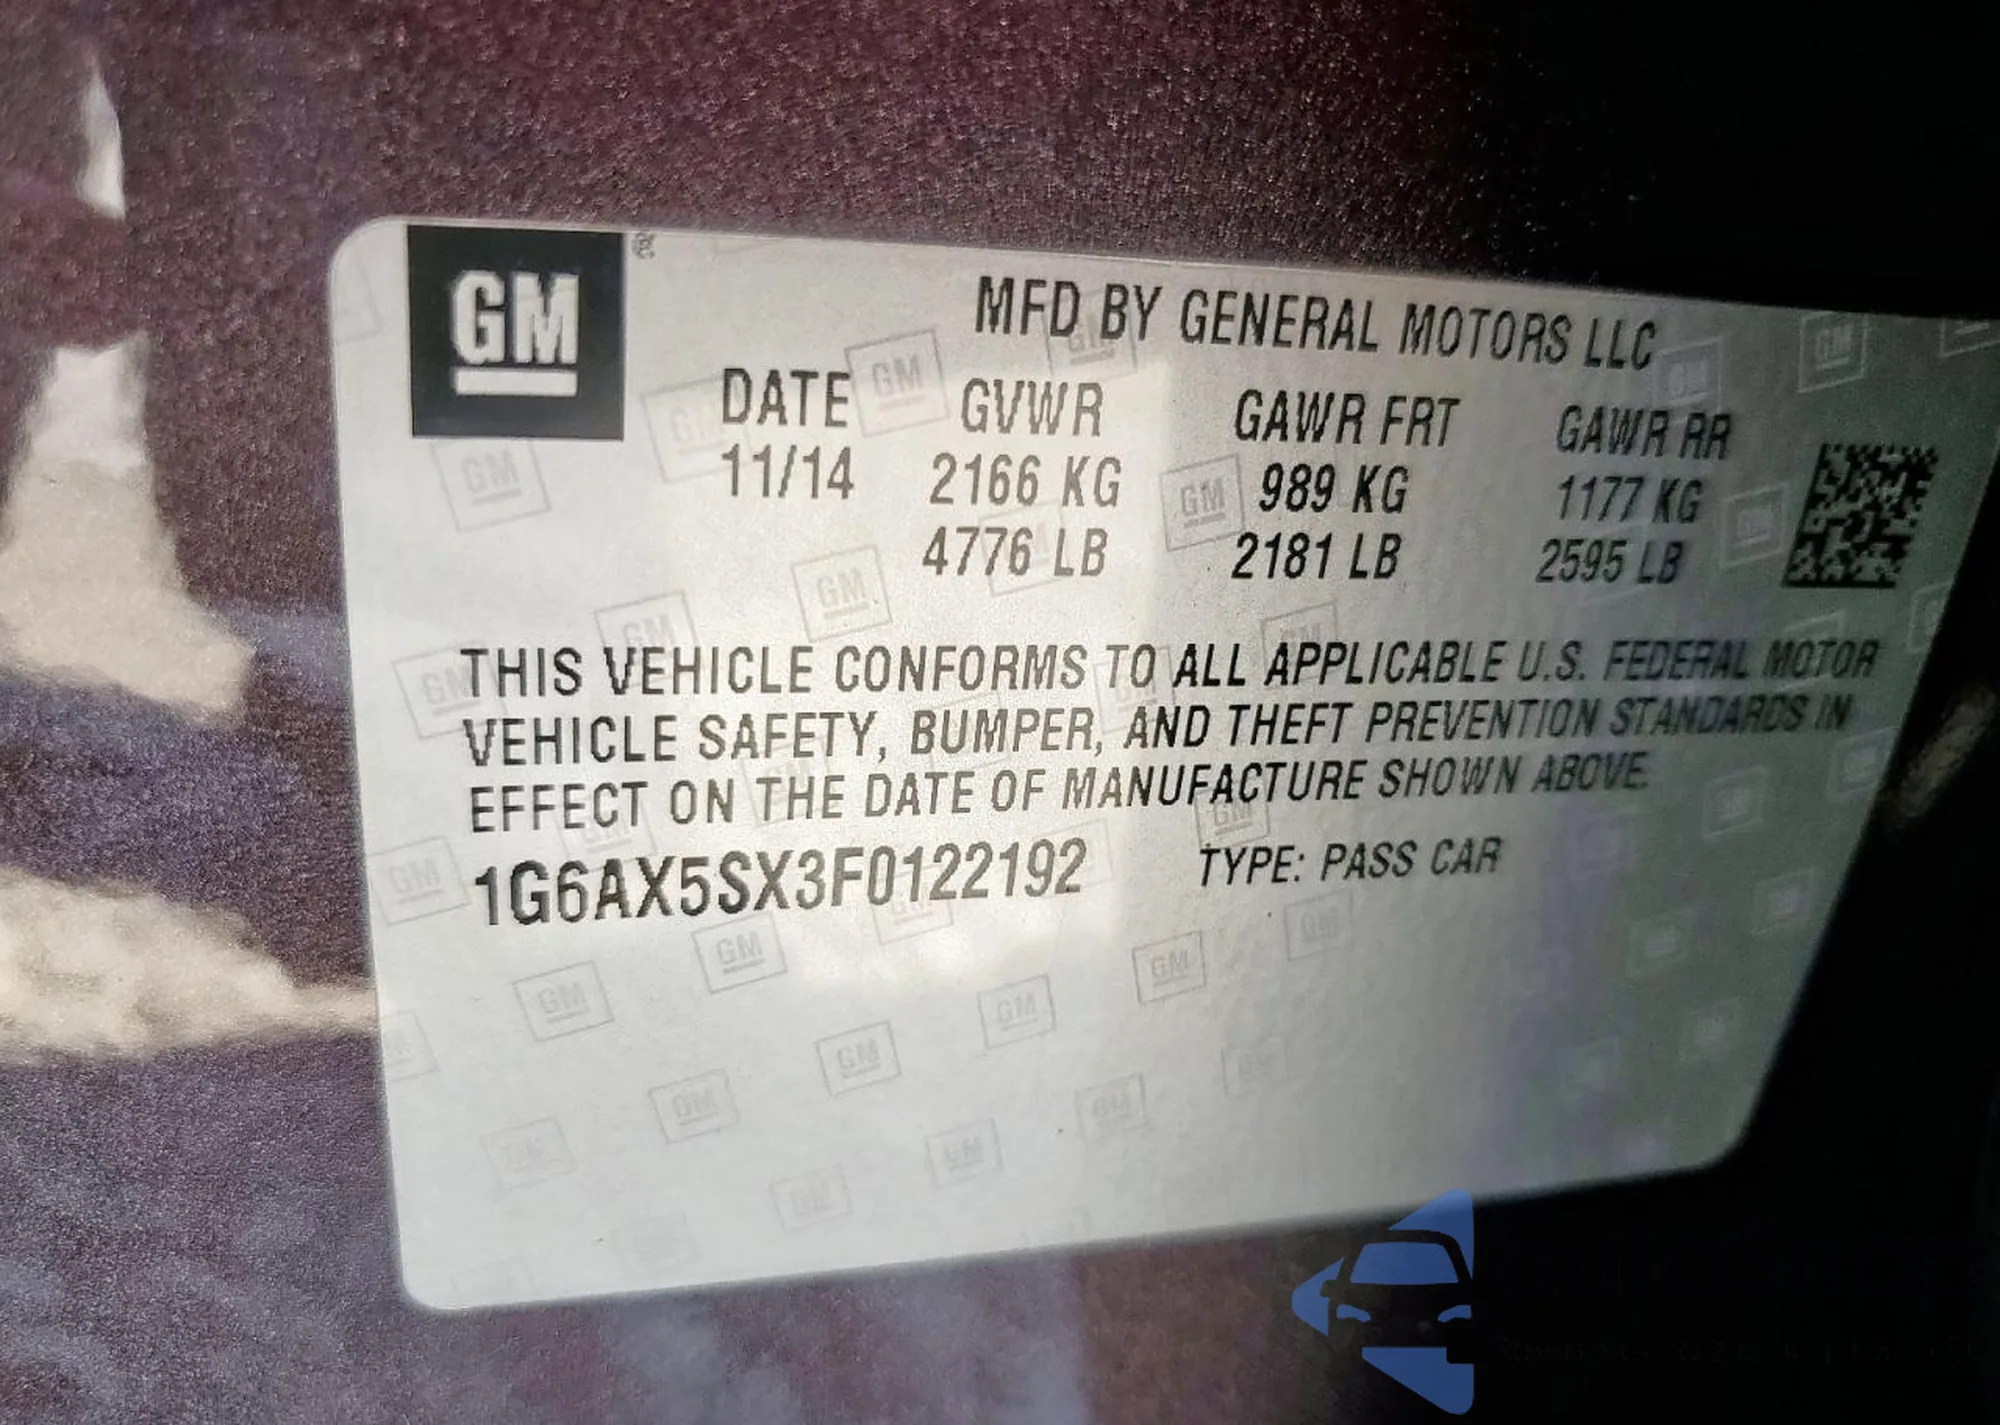 GM
MFD BY GENERAL MOTORS LLC
DATE GVWR GAWR FRT GAWR RR
11/14 2166 KG 989 KG 1177 KG
4776 LB 2181 LB 2595 LB
THIS VEHICLE CONFORMS TO ALL APPLICABLE U.S. FEDERAL MOTOR
VEHICLE SAFETY, BUMPER, AND THEFT PREVENTION STANDARDS IN
EFFECT ON THE DATE OF MANUFACTURE SHOWN ABOVE.
1G6AX5SX3F0122192 TYPE: PASS CAR